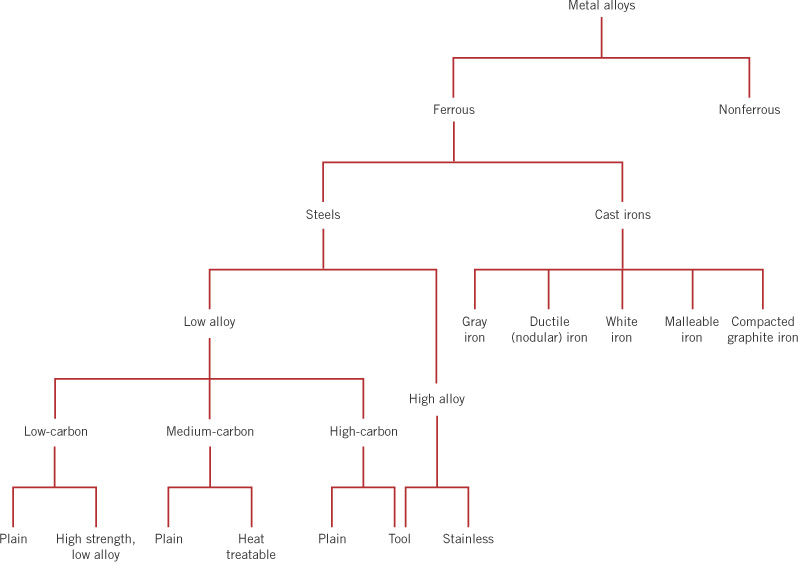 Metal alloys
Ferrous
Nonferrous
Steels
Cast irons
Low alloy
Gray
iron
Ductile
(nodular) iron
White
iron
Malleable
iron
Compacted
graphite iron
High alloy
Low-carbon
Medium-carbon
High-carbon
Plain
High strength,
low alloy
Plain
Heat
treatable
Plain
Tool
Stainless